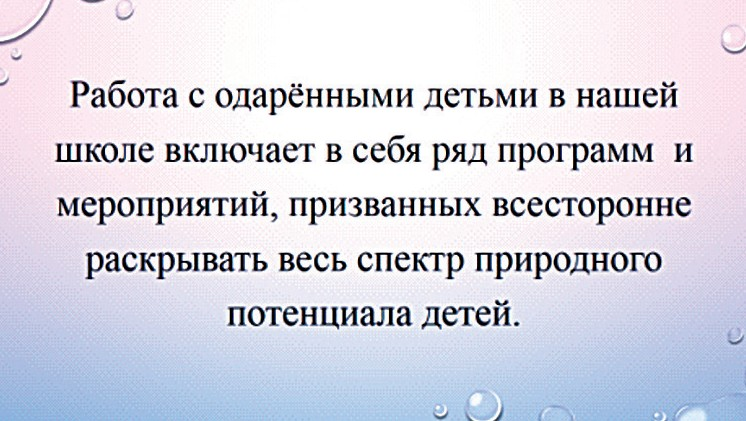 Работа с одарёнными детьми в нашей
школе включает в себя ряд программ  и
мероприятий, призванных всесторонне
раскрывать весь спектр природного
потенциала детей.